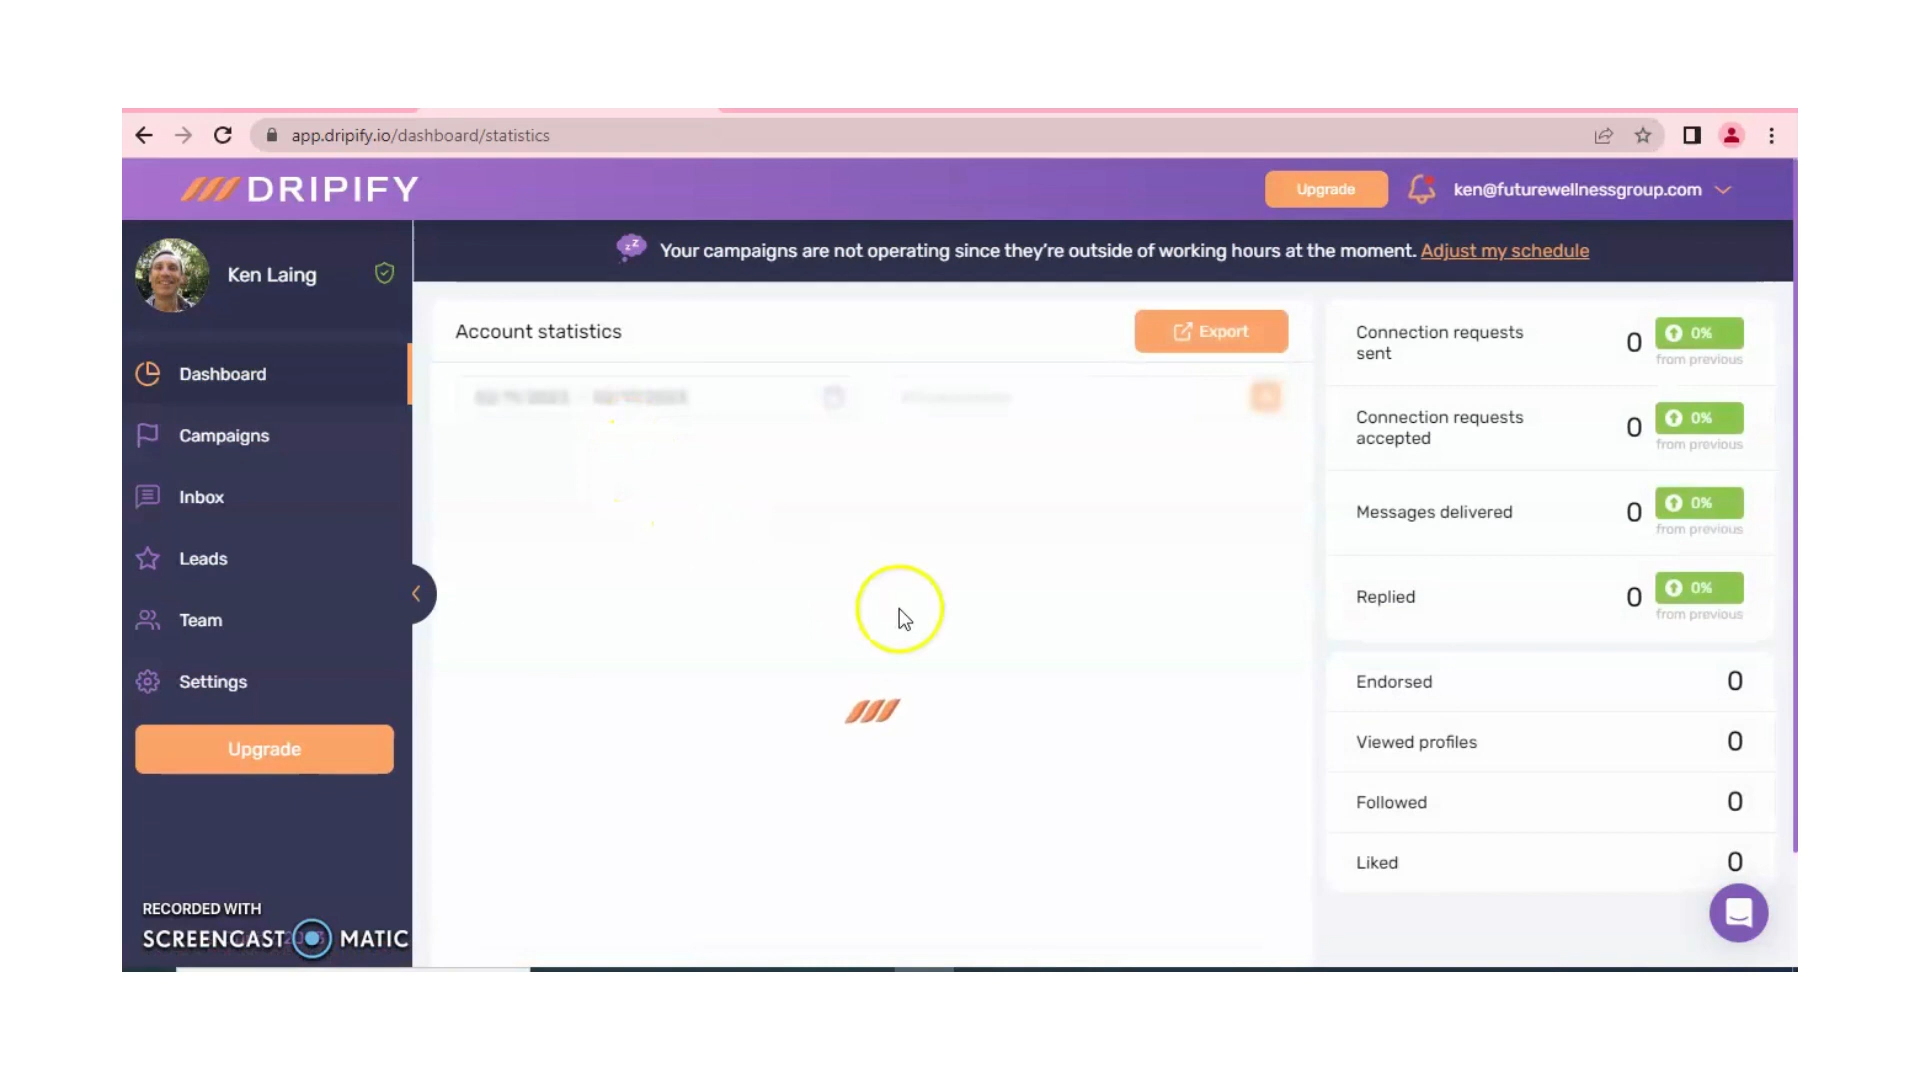 app.dripify.io/dashboard/statistics
DRIPIFY
Upgrade
ken@futurewellnessgroup.com
Ken Laing
zz
Your campaigns are not operating since they're outside of working hours at the moment. Adjust my schedule
Dashboard
Campaigns
Inbox
Leads
Team
Settings
Upgrade
Account statistics
Export
Connection requests
sent
0
0%
from previous
Connection requests
accepted
0
0%
from previous
Messages delivered
0
0%
from previous
Replied
0
0%
from previous
Endorsed
0
Viewed profiles
0
Followed
0
Liked
0
RECORDED WITH
SCREENCAST MATIC